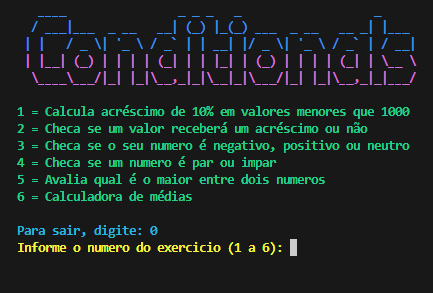 Conditionals
1 = Calcula acréscimo de 10% em valores menores que 1000
2 = Checa se um valor receberá um acréscimo ou não
3 = Checa se o seu numero é negativo, positivo ou neutro
4 = Checa se um numero é par ou impar
5 = Avalia qual é o maior entre dois numeros
6 = Calculadora de médias
Para sair, digite: 0
Informe o numero do exercicio (1 a 6):